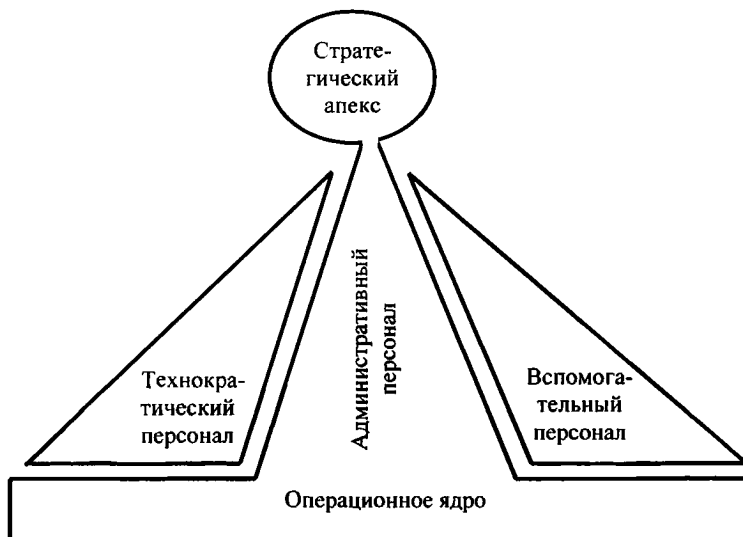 Страте-
гический
апекс
Технокра-
тический
персонал
Административный
персонал
Вспомога-
тельный
персонал
Операционное ядро